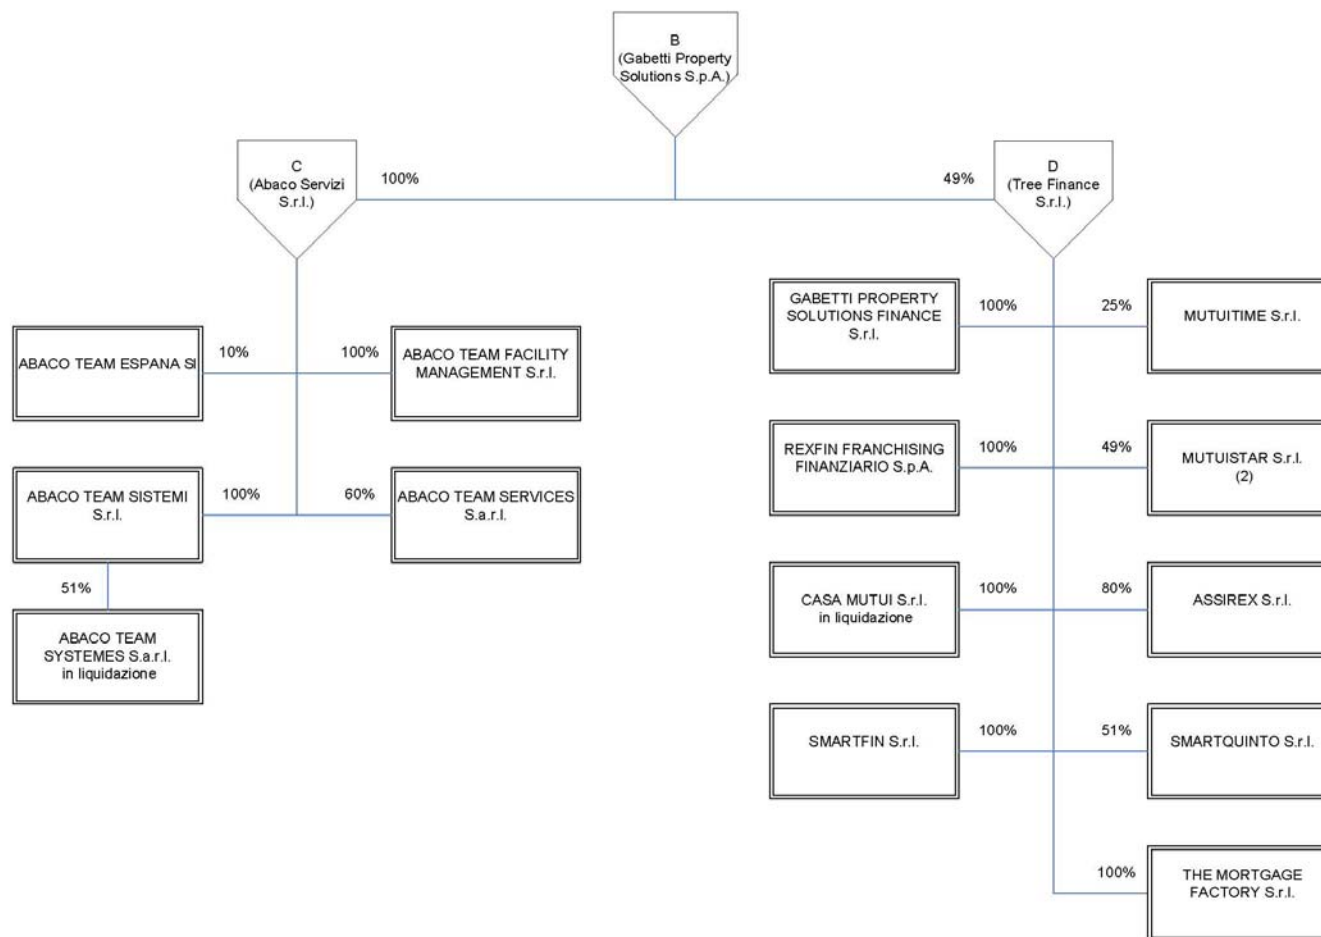 B
(Gabetti Property
Solutions S.p.A.)
C
(Abaco Servizi
S.r.l.)
100%
49%
D
(Tree Finance
S.r.l.)
GABETTI PROPERTY
SOLUTIONS FINANCE
S.r.l.
100%
25%
MUTUITIME S.r.l.
ABACO TEAM ESPANA Sl
10%
100%
ABACO TEAM FACILITY
MANAGEMENT S.r.l.
REXFIN FRANCHISING
FINANZIARIO S.p.A.
100%
49%
MUTUISTAR S.r.l.
(2)
ABACO TEAM SISTEMI
S.r.l.
100%
60%
ABACO TEAM SERVICES
S.a.r.l.
51%
CASA MUTUI S.r.l.
in liquidazione
100%
80%
ASSIREX S.r.l.
ABACO TEAM
SYSTEMES S.a.r.l.
in liquidazione
SMARTFIN S.r.l.
100%
51%
SMARTQUINTO S.r.l.
100%
THE MORTGAGE
FACTORY S.r.l.